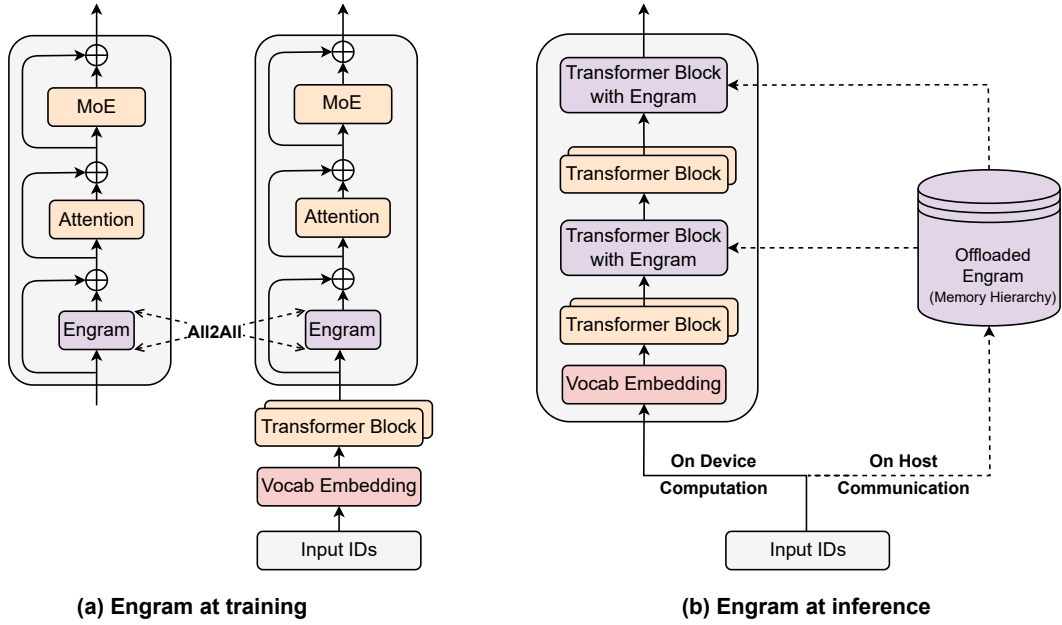 MoE
Attention
Engram
All2All
MoE
Attention
Engram
Transformer Block
Vocab Embedding
Input IDs
(a) Engram at training
Transformer Block
with Engram
Transformer Block
Transformer Block
with Engram
Transformer Block
Vocab Embedding
Offloaded
Engram
(Memory Hierarchy)
On Device
Computation
On Host
Communication
Input IDs
(b) Engram at inference